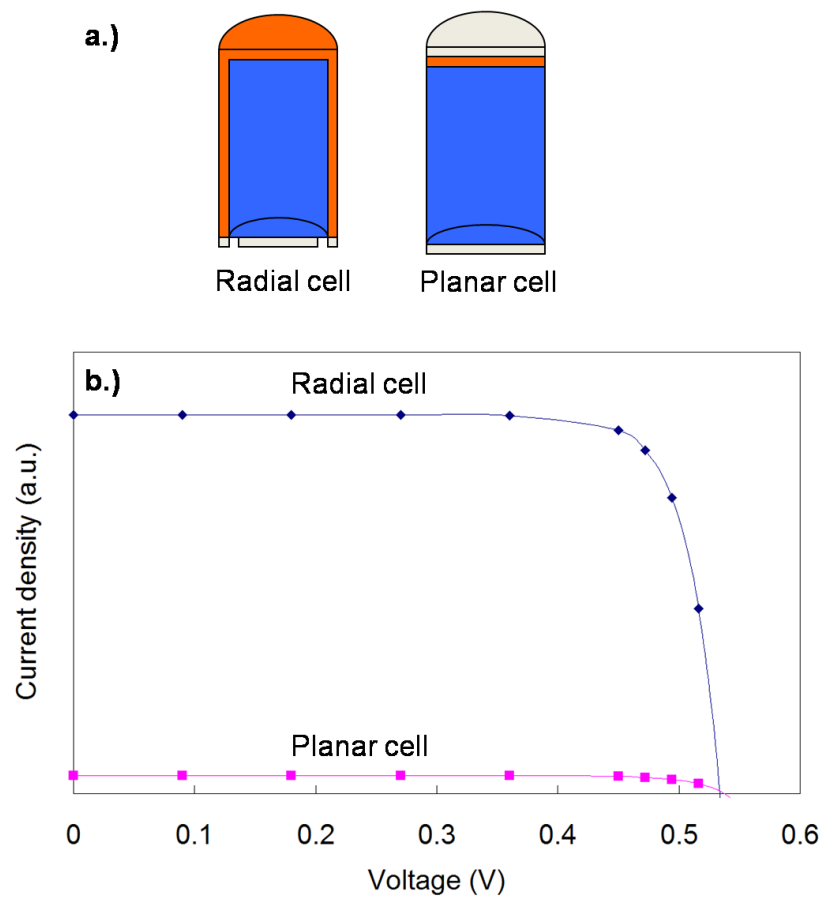 a.)
Radial cell
Planar cell
b.)
Radial cell
Current density (a.u.)
Planar cell
0 0.1 0.2 0.3 0.4 0.5 0.6
Voltage (V)